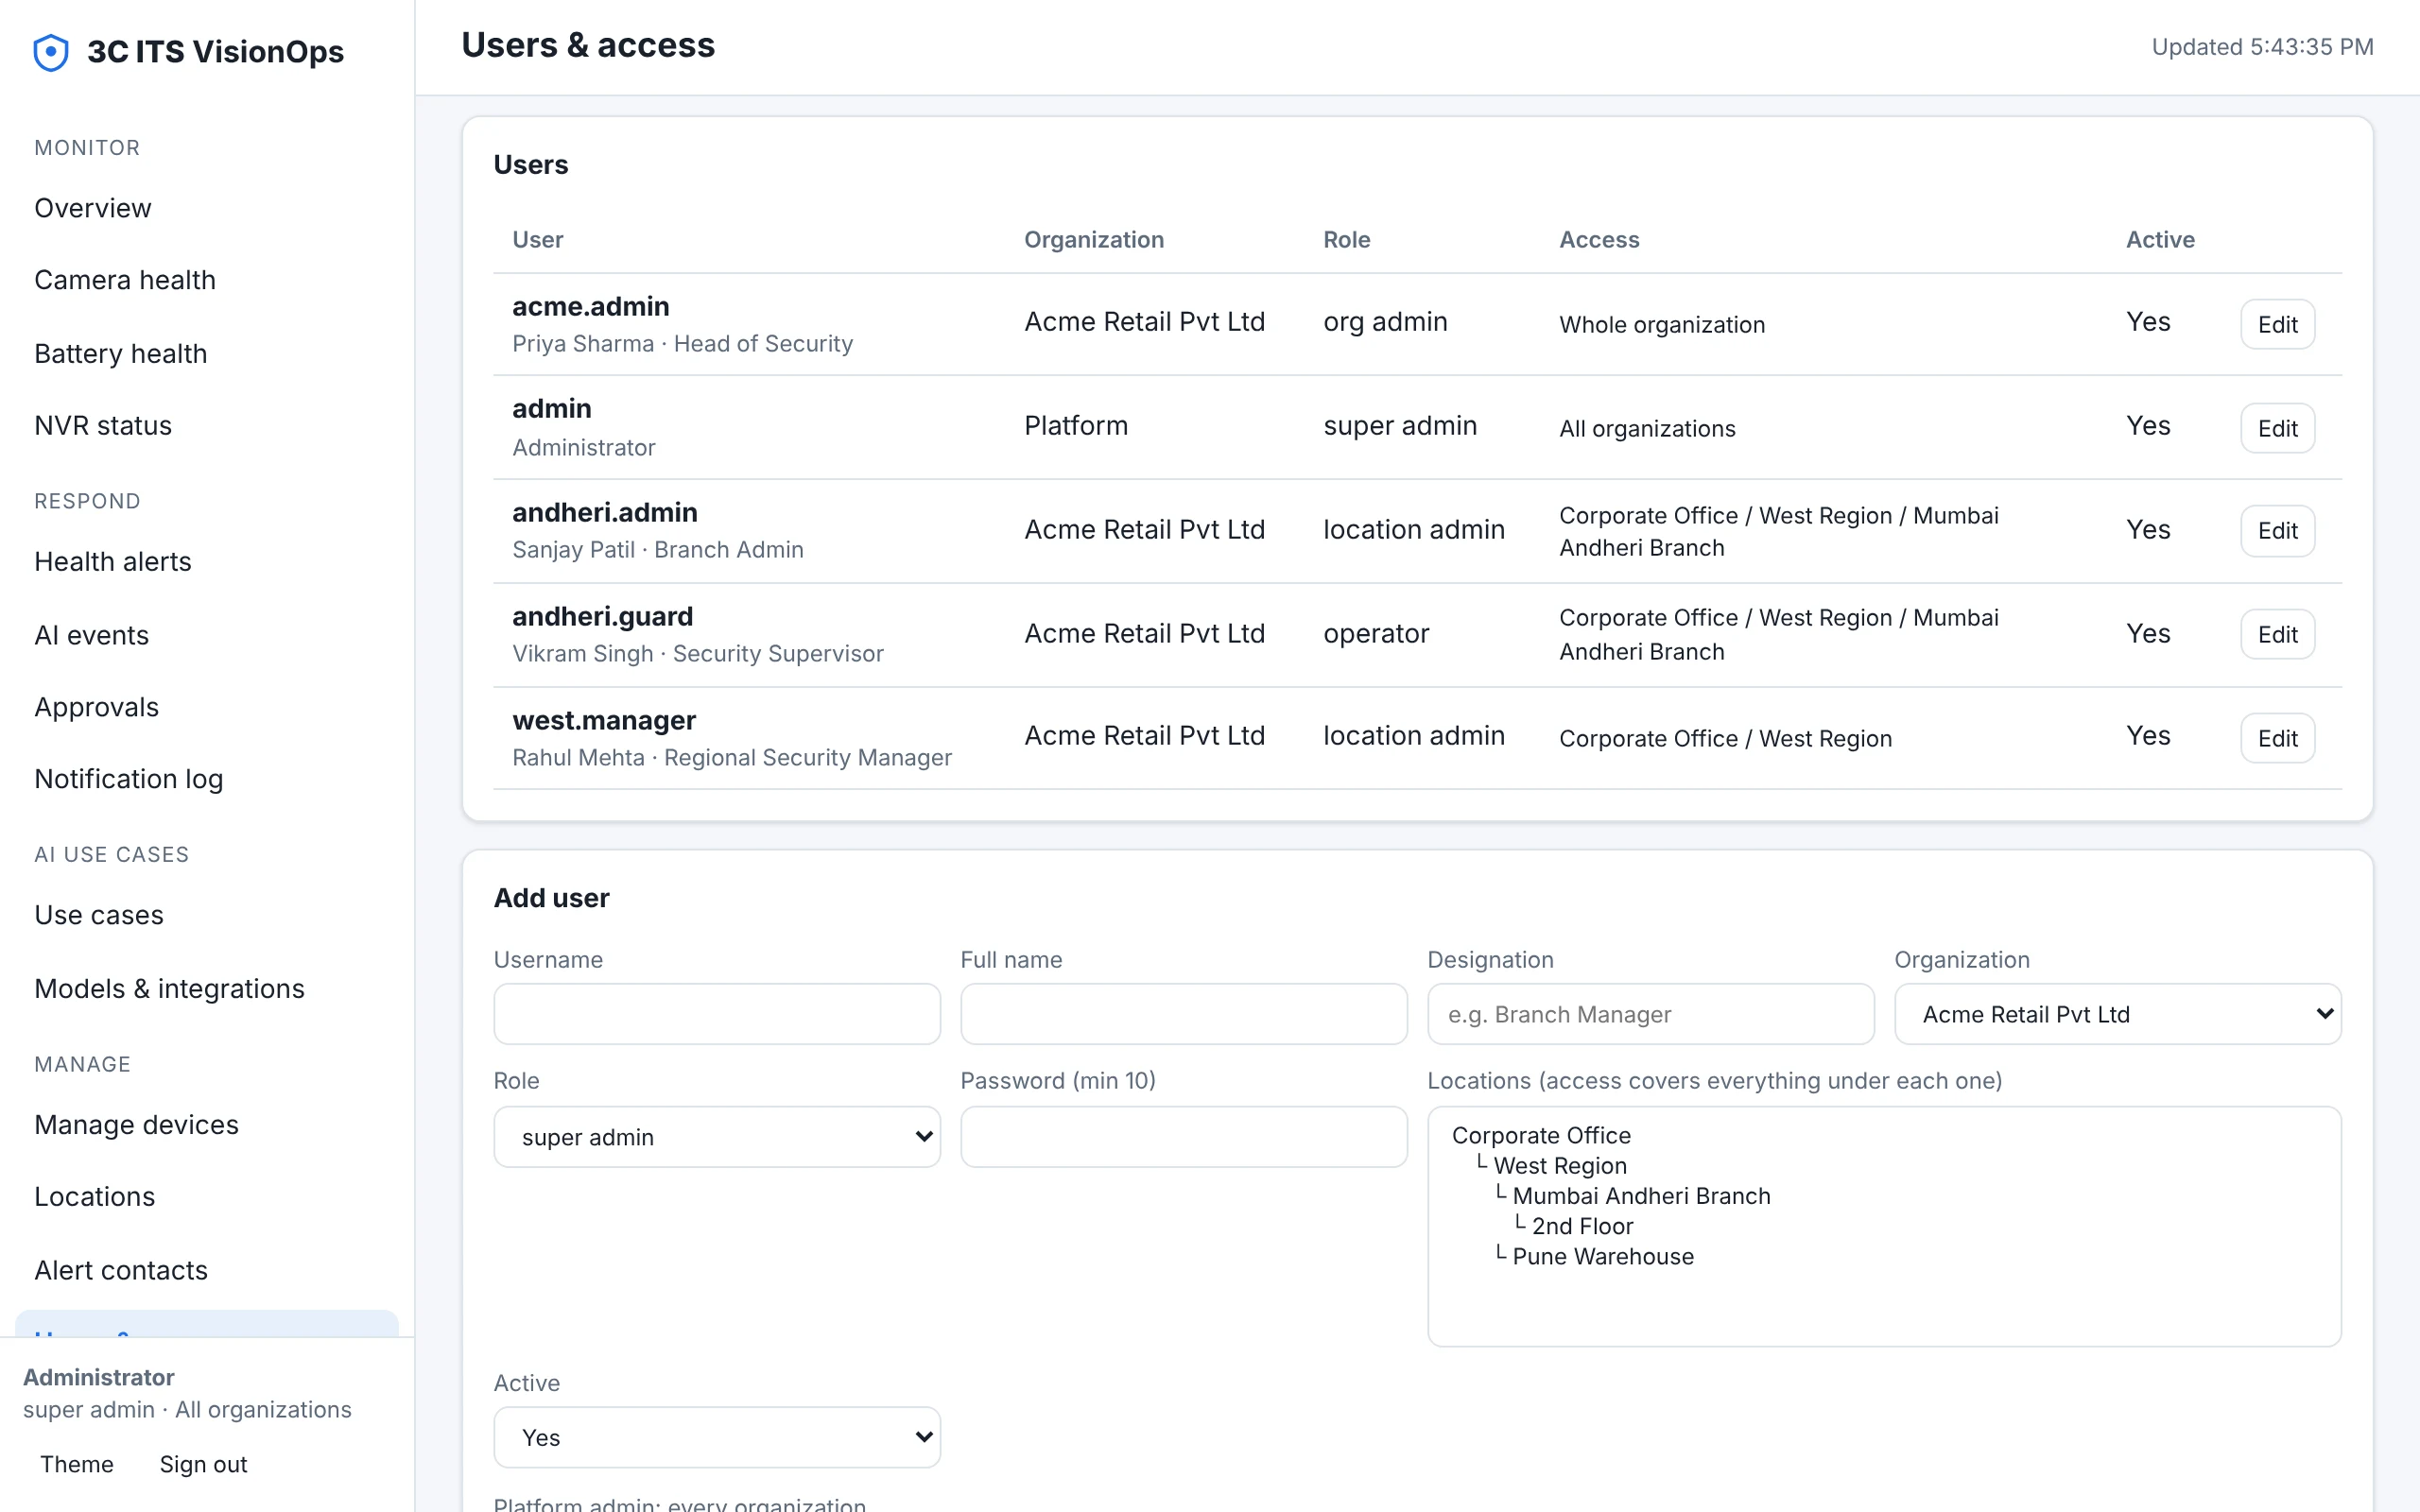 3C ITS VisionOps
MONITOR
Overview
Camera health
Battery health
NVR status
RESPOND
Health alerts
AI events
Approvals
Notification log
AI USE CASES
Use cases
Models & integrations
MANAGE
Manage devices
Locations
Alert contacts
Administrator
super admin · All organizations
Theme Sign out
Users & access
Updated 5:43:35 PM
Users
User Organization Role Access Active
acme.admin
Priya Sharma · Head of Security
Acme Retail Pvt Ltd
org admin
Whole organization
Yes
Edit
admin
Administrator
Platform
super admin
All organizations
Yes
Edit
andheri.admin
Sanjay Patil · Branch Admin
Acme Retail Pvt Ltd
location admin
Corporate Office / West Region / Mumbai
Andheri Branch
Yes
Edit
andheri.guard
Vikram Singh · Security Supervisor
Acme Retail Pvt Ltd
operator
Corporate Office / West Region / Mumbai
Andheri Branch
Yes
Edit
west.manager
Rahul Mehta · Regional Security Manager
Acme Retail Pvt Ltd
location admin
Corporate Office / West Region
Yes
Edit
Add user
Username
Full name
Designation
e.g. Branch Manager
Organization
Acme Retail Pvt Ltd
Role
super admin
Password (min 10)
Locations (access covers everything under each one)
Corporate Office
└ West Region
└ Mumbai Andheri Branch
└ 2nd Floor
└ Pune Warehouse
Active
Yes
Platform admin: every organization